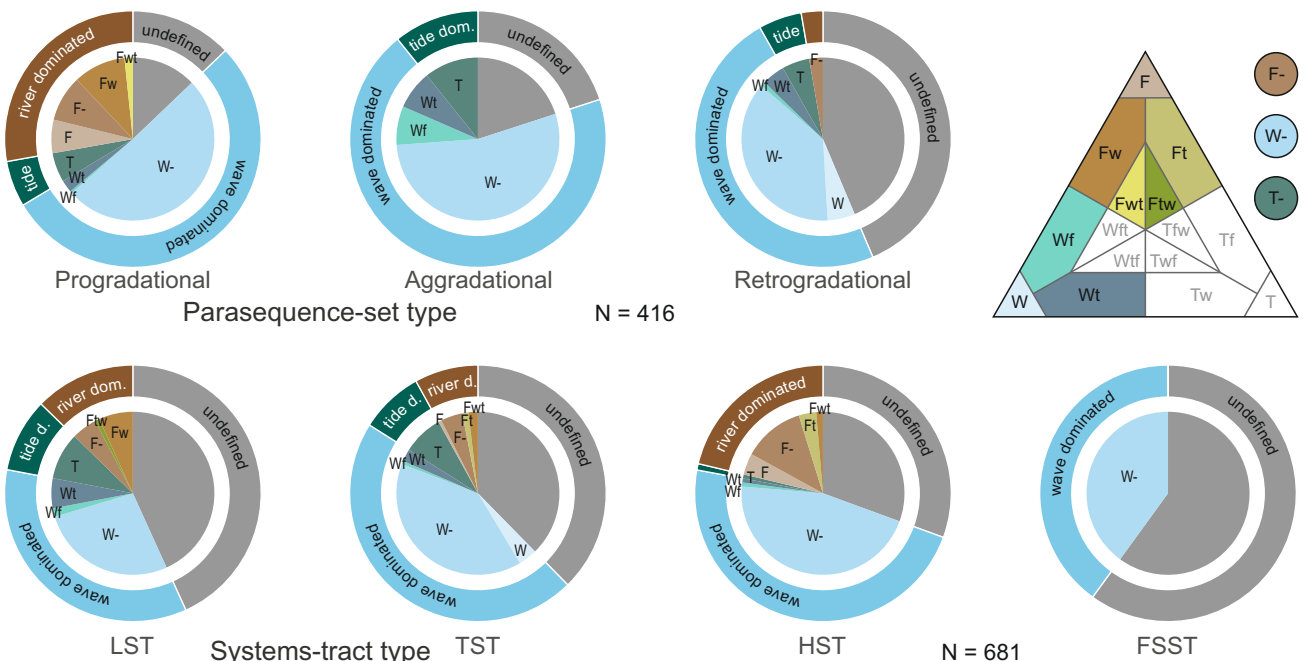 river dominated
undefined
wave dominated
tide
Fwt
Fw
F-
F
T
Wt
Wf
W-
Progradational
tide dom.
undefined
wave dominated
T
Wt
Wf
W-
Aggradational
tide
undefined
wave dominated
F-
T
Wt
Wf
W-
W
Retrogradational
Parasequence-set type
N = 416
F
Fw
Ft
Fwt
Ftw
Wf
Wft
Tfw
Tf
Wtf
Twf
W
Wt
Tw
T
F-
W-
T-
river dom.
undefined
tide d.
wave dominated
Ftw
Fw
F-
T
Wt
Wf
W-
LST
river d.
undefined
tide d.
wave dominated
Fwt
F
Ft
F-
T
Wt
Wf
W-
W
TST
river dominated
undefined
wave dominated
Fwt
Ft
F-
F
T
Wt
Wf
W-
HST
wave dominated
undefined
W-
FSST
Systems-tract type
N = 681